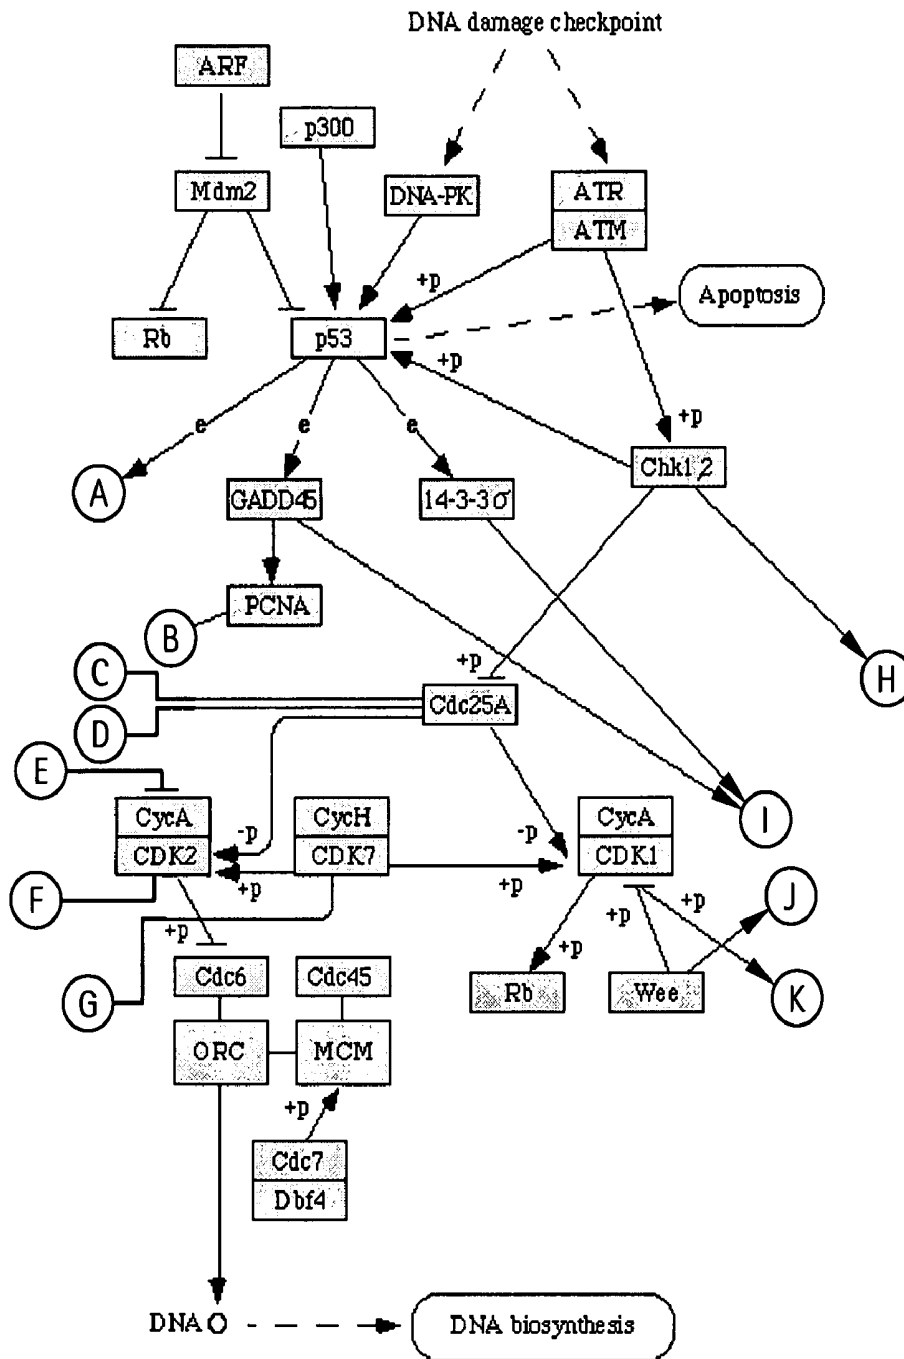 DNA damage checkpoint
ARF
p300
Mdm2
DNA-PK
ATR
ATM
+p
Apoptosis
Rb
p53
+p
e
e
e
+p
A
GADD45
14-3-3σ
Chk1,2
PCNA
B
C
+p
H
D
Cdc25A
E
I
CycA
CycH
CycA
-p
-p
CDK2
CDK7
CDK1
F
+p
+p
J
+p
+p
+p
+p
G
Cdc6
Cdc45
Rb
Wee
K
ORC
MCM
+p
Cdc7
Dbf4
DNA
DNA biosynthesis